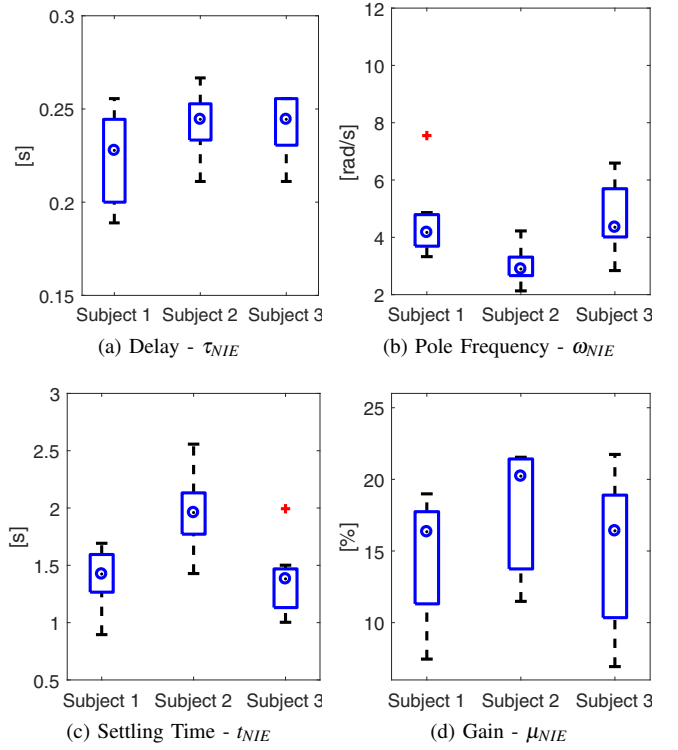 0.3
0.25
0.2
0.15
[s]
Subject 1 Subject 2 Subject 3
(a) Delay - τNIE
12
10
8
6
4
2
[rad/s]
Subject 1 Subject 2 Subject 3
(b) Pole Frequency - ωNIE
3
2.5
2
1.5
1
0.5
[s]
Subject 1 Subject 2 Subject 3
(c) Settling Time - tNIE
25
20
15
10
[%]
Subject 1 Subject 2 Subject 3
(d) Gain - μNIE